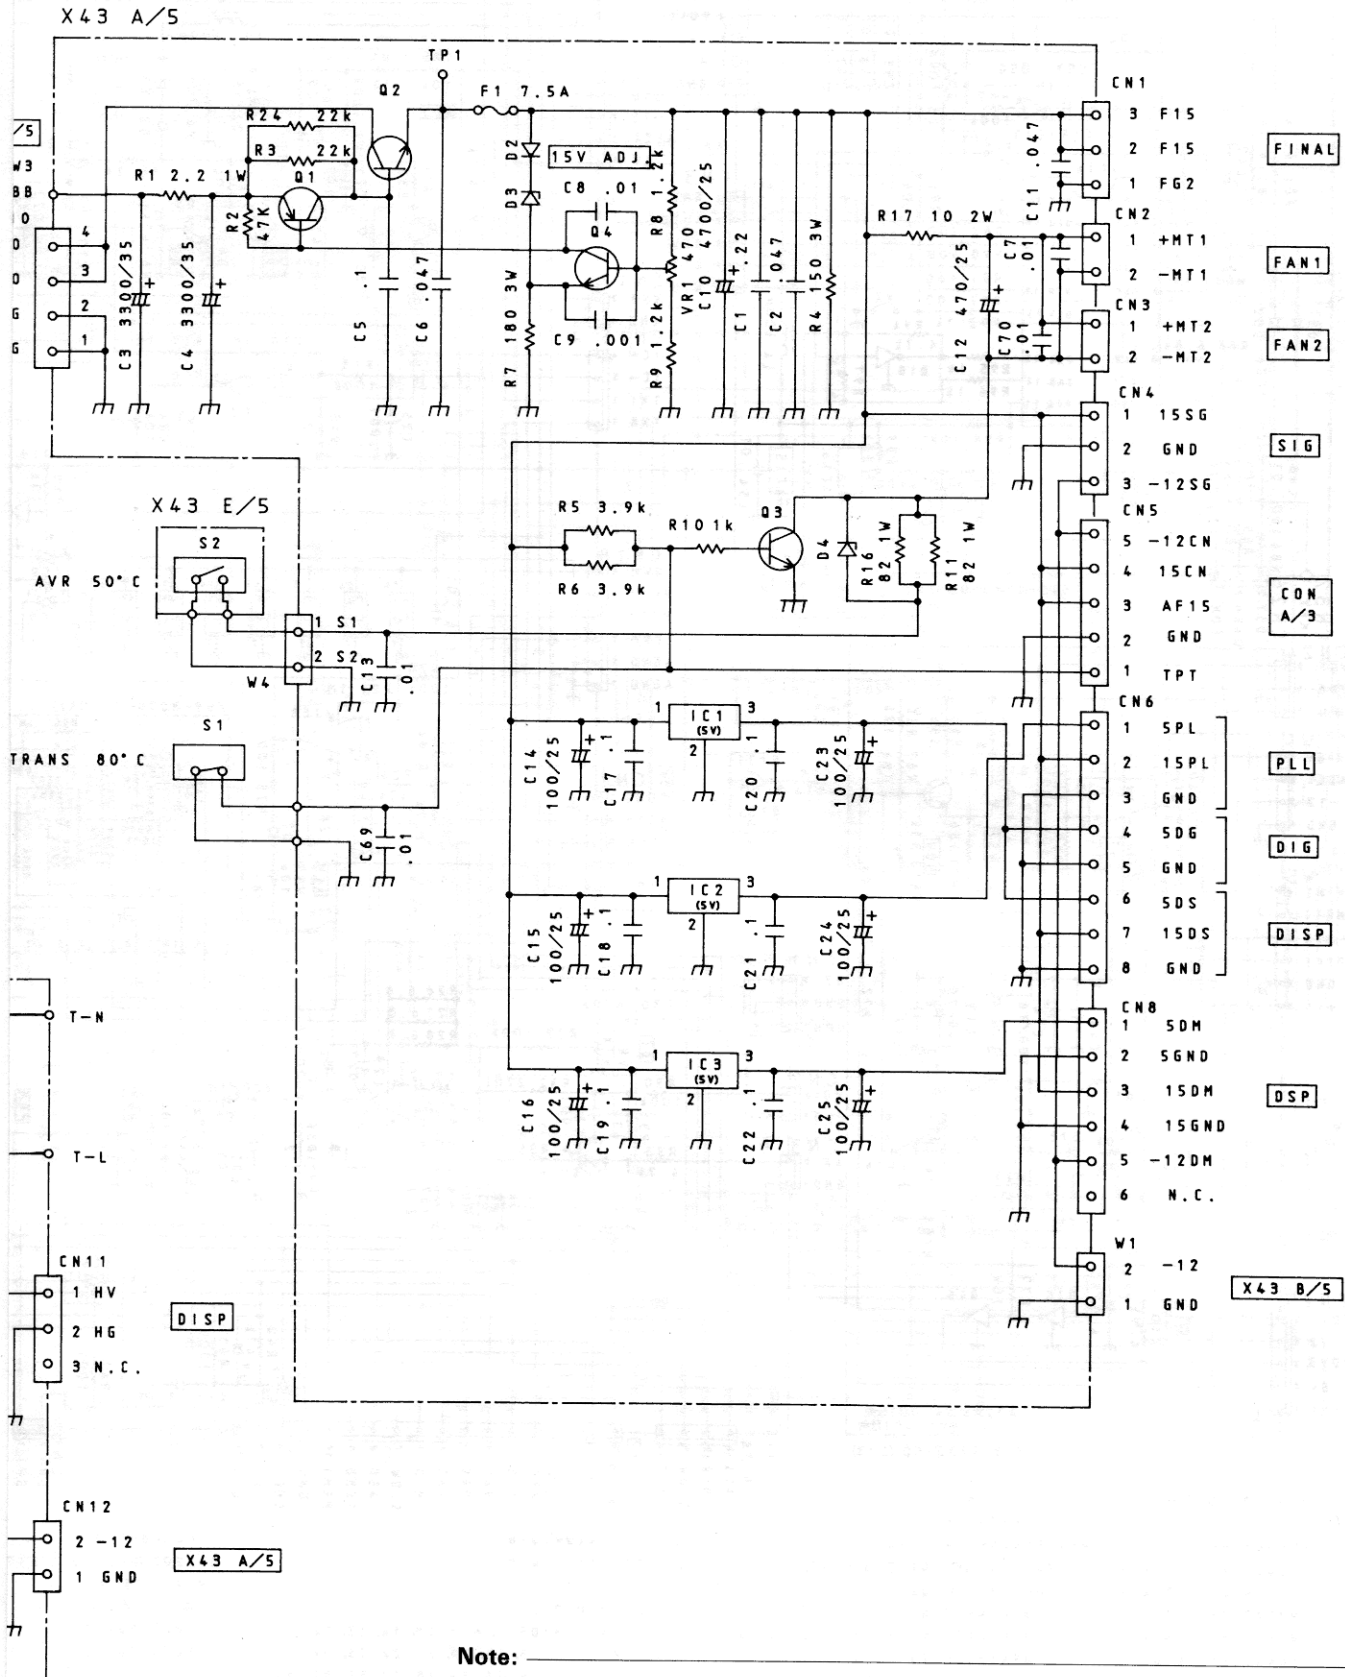 X43 A/5
TP1
Q2
F1 7.5A
CN1
R24 22k
R3 22k
/5
W3
BB
R1 2.2 1W
Q1
R2 47K
D2
D3
15V ADJ.
C8 .01
Q4
C9 .001
R8 1.2k
VR1 470
R9 1.2k
C10 4700/25
C1 .22
C2 .047
R4 150 3W
C11 .047
3 F15
2 F15
1 FG2
FINAL
4
3
2
1
C3 3300/35
C4 3300/35
C5 .1
C6 .047
R7 180 3W
R17 10 2W
C12 470/25
C7 .01
C70 .01
CN2
1 +MT1
2 -MT1
FAN1
CN3
1 +MT2
2 -MT2
FAN2
CN4
1 15SG
2 GND
3 -12SG
SIG
X43 E/5
S2
AVR 50°C
R5 3.9k
R6 3.9k
R10 1k
Q3
D4
R16 82 1W
R11 82 1W
CN5
5 -12CN
4 15CN
3 AF15
2 GND
1 TPT
CON A/3
1 S1
2 S2
W4
C13 .01
S1
TRANS 80°C
C69 .01
C14 100/25
C17 .1
1 IC1 (5V) 3
2
C20 .1
C23 100/25
CN6
1 5PL
2 15PL
3 GND
PLL
4 5DG
5 GND
DIG
6 5DS
7 15DS
8 GND
DISP
C15 100/25
C18 .1
1 IC2 (5V) 3
2
C21 .1
C24 100/25
T-N
T-L
C16 100/25
C19 .1
1 IC3 (5V) 3
2
C22 .1
C25 100/25
CN8
1 5DM
2 5GND
3 15DM
4 15GND
5 -12DM
6 N.C.
DSP
W1
2 -12
1 GND
X43 B/5
CN11
1 HV
2 HG
3 N.C.
DISP
CN12
2 -12
1 GND
X43 A/5
Note: